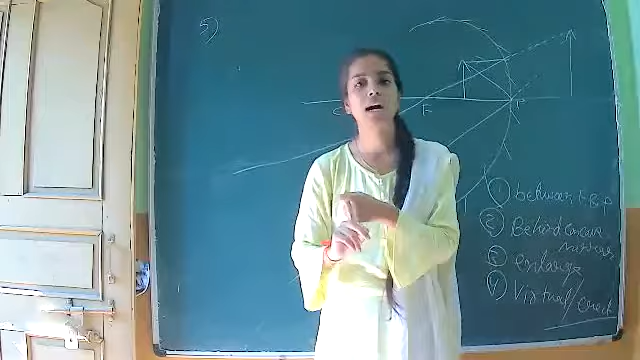 5)
C F P
① between F & P
② Behind concave
mirror
③ enlarge
④ Virtual/erect